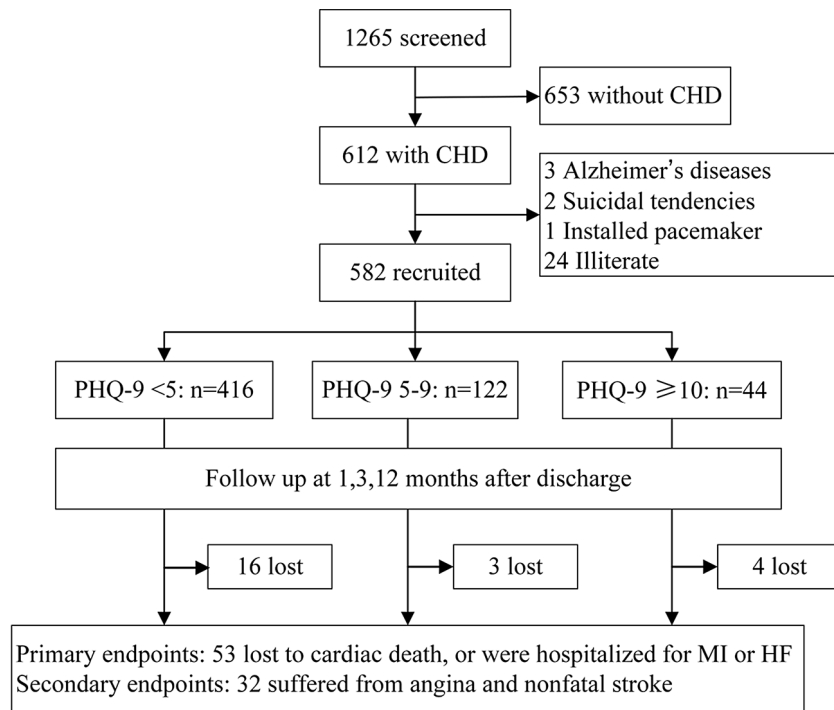 1265 screened
653 without CHD
612 with CHD
3 Alzheimer's diseases
2 Suicidal tendencies
1 Installed pacemaker
24 Illiterate
582 recruited
PHQ-9 <5: n=416
PHQ-9 5-9: n=122
PHQ-9 ⩾10: n=44
Follow up at 1,3,12 months after discharge
16 lost
3 lost
4 lost
Primary endpoints: 53 lost to cardiac death, or were hospitalized for MI or HF
Secondary endpoints: 32 suffered from angina and nonfatal stroke